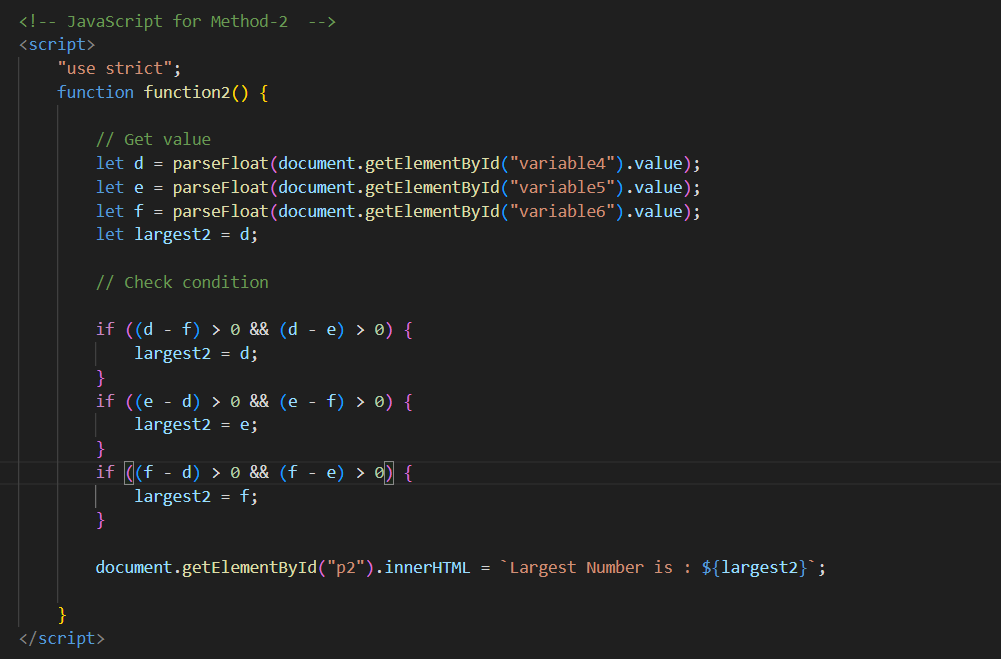 <!-- JavaScript for Method-2  -->
<script>
    "use strict";
    function function2() {
        // Get value
        let d = parseFloat(document.getElementById("variable4").value);
        let e = parseFloat(document.getElementById("variable5").value);
        let f = parseFloat(document.getElementById("variable6").value);
        let largest2 = d;
        // Check condition
        if ((d - f) > 0 && (d - e) > 0) {
            largest2 = d;
        }
        if ((e - d) > 0 && (e - f) > 0) {
            largest2 = e;
        }
        if ((f - d) > 0 && (f - e) > 0) {
            largest2 = f;
        }
        document.getElementById("p2").innerHTML = `Largest Number is : ${largest2}`;
    }
</script>